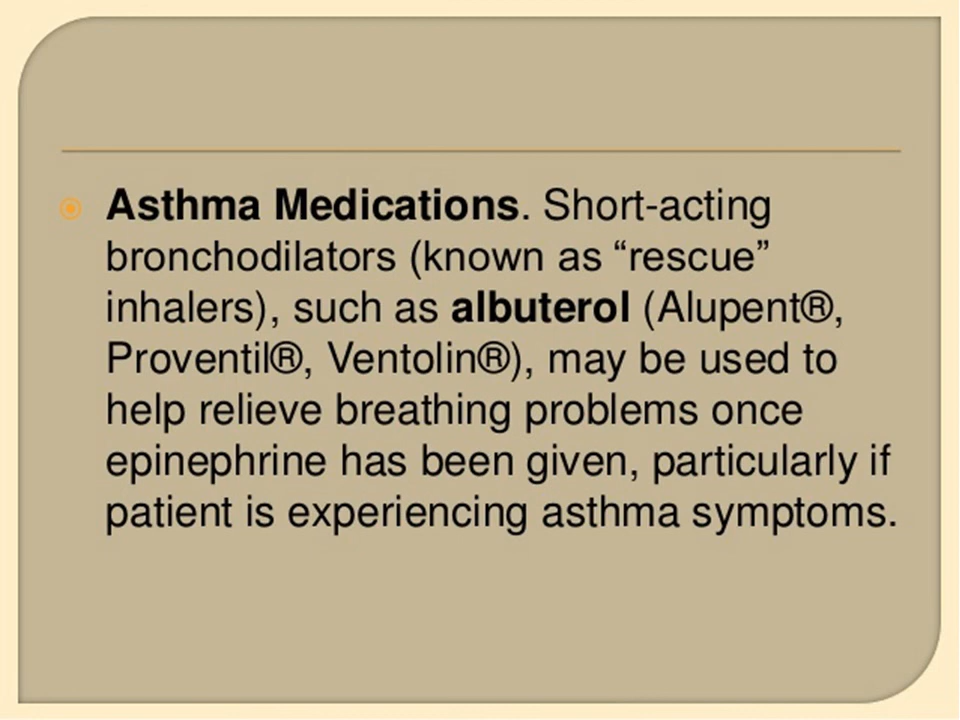 Asthma Medications. Short-acting
bronchodilators (known as “rescue”
inhalers), such as albuterol (Alupent®,
Proventil®, Ventolin®), may be used to
help relieve breathing problems once
epinephrine has been given, particularly if
patient is experiencing asthma symptoms.